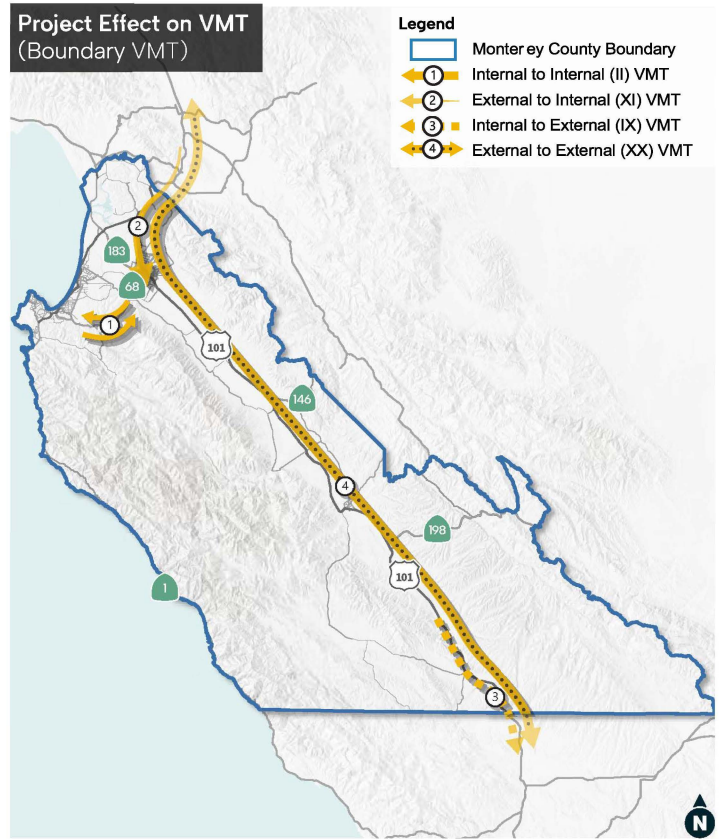 Project Effect on VMT
(Boundary VMT)
Legend
Monterey County Boundary
1 Internal to Internal (II) VMT
2 External to Internal (XI) VMT
3 Internal to External (IX) VMT
4 External to External (XX) VMT
2
183
68
1
101
146
4
198
101
1
3
N